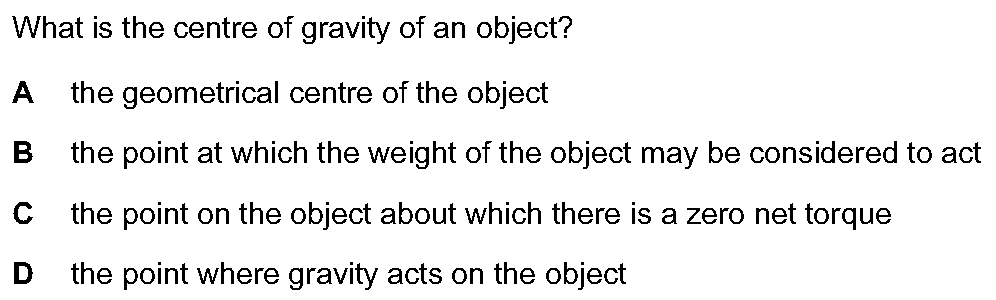 What is the centre of gravity of an object?
A the geometrical centre of the object
B the point at which the weight of the object may be considered to act
C the point on the object about which there is a zero net torque
D the point where gravity acts on the object